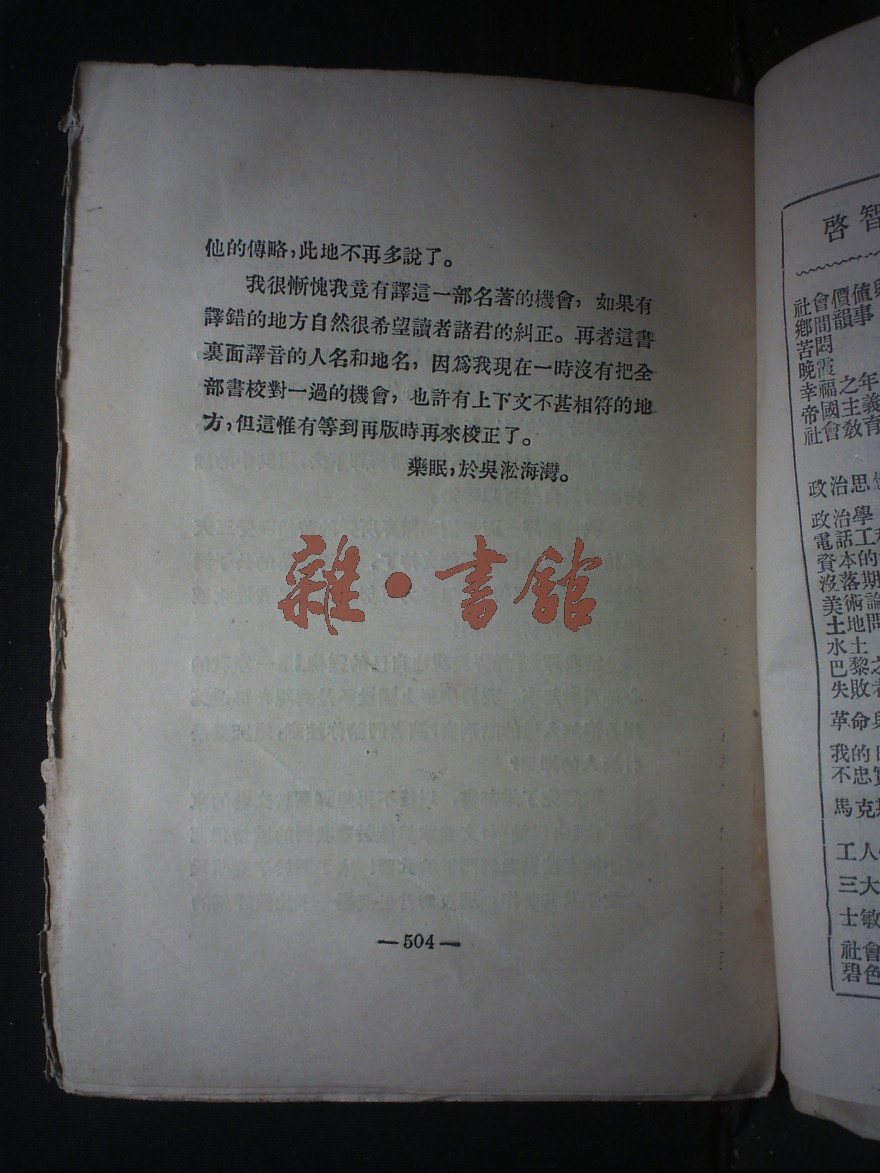 他的傳略，此地不再多說了。
我很慚愧我竟有譯這一部名著的機會，如果有
譯錯的地方自然很希望讀者諸君的糾正。再者這書
裏面譯音的人名和地名，因爲我現在一時沒有把全
部書校對一過的機會，也許有上下文不甚相符的地
方，但這惟有等到再版時再來校正了。
藥眠，於吳淞海灣。
雜·書館
—504—
啓智
社會價值與
鄉間韻事
苦悶
晚霞
幸福之年
帝國主義
社會敎育
政治思
政治學
電話工程
資本的
沒落期
美術論
土地問
水土
巴黎之
失敗者
革命與
我的
不忠實
馬克斯
工人
三大
士敏
社會
碧色